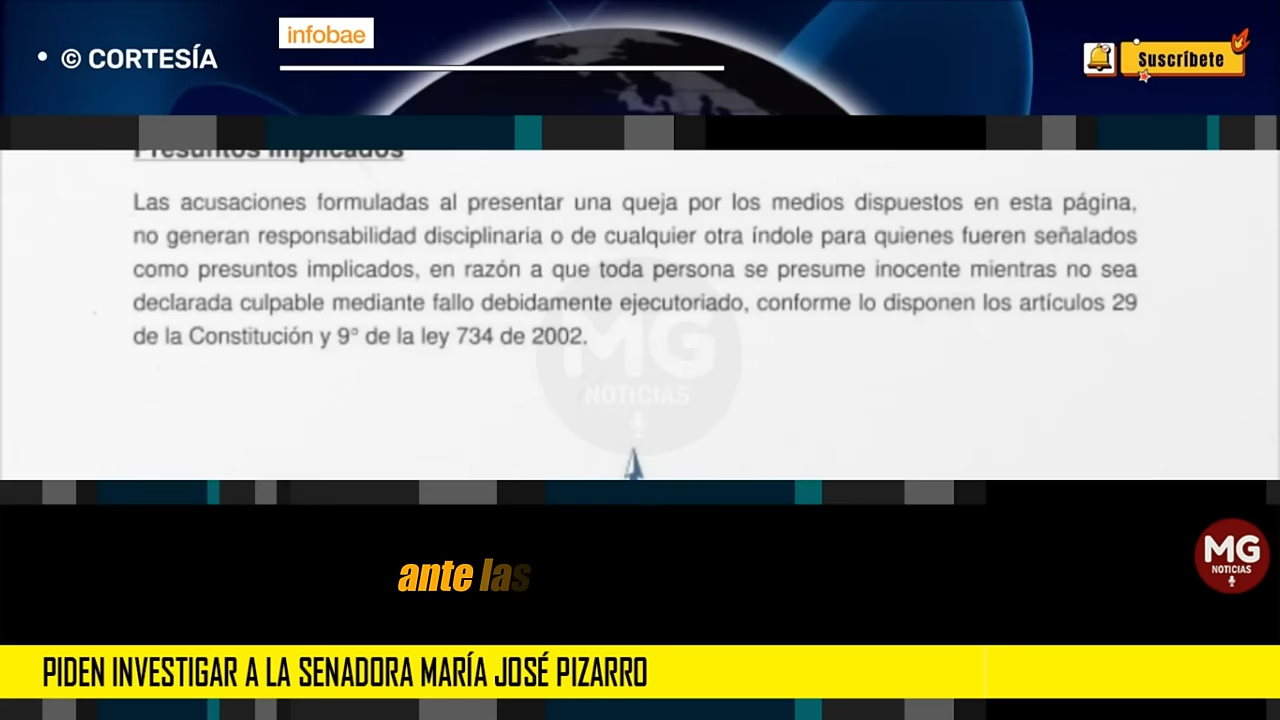 infobae
• © CORTESÍA
Suscríbete
Presuntos implicados
Las acusaciones formuladas al presentar una queja por los medios dispuestos en esta página,
no generan responsabilidad disciplinaria o de cualquier otra índole para quienes fueren señalados
como presuntos implicados, en razón a que toda persona se presume inocente mientras no sea
declarada culpable mediante fallo debidamente ejecutoriado, conforme lo disponen los artículos 29
de la Constitución y 9° de la ley 734 de 2002.
MG
NOTICIAS
ante las
MG
NOTICIAS
PIDEN INVESTIGAR A LA SENADORA MARÍA JOSÉ PIZARRO